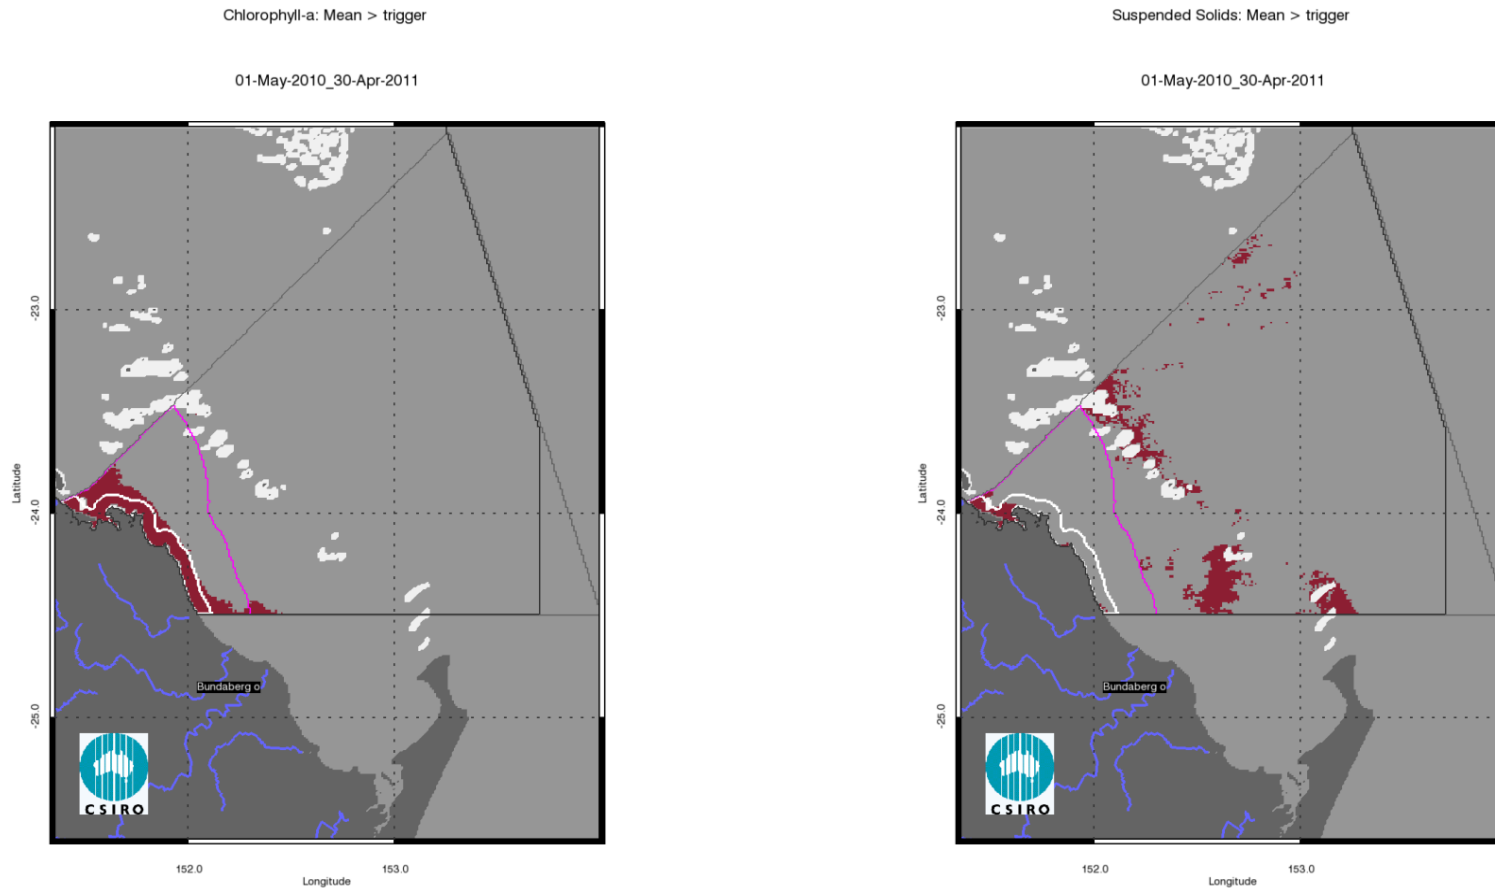 Chlorophyll-a: Mean > trigger
01-May-2010_30-Apr-2011
-23.0
-24.0
-25.0
Latitude
Bundaberg o
CSIRO
152.0
153.0
Longitude
Suspended Solids: Mean > trigger
01-May-2010_30-Apr-2011
-23.0
-24.0
-25.0
Latitude
Bundaberg o
CSIRO
152.0
153.0
Longitude